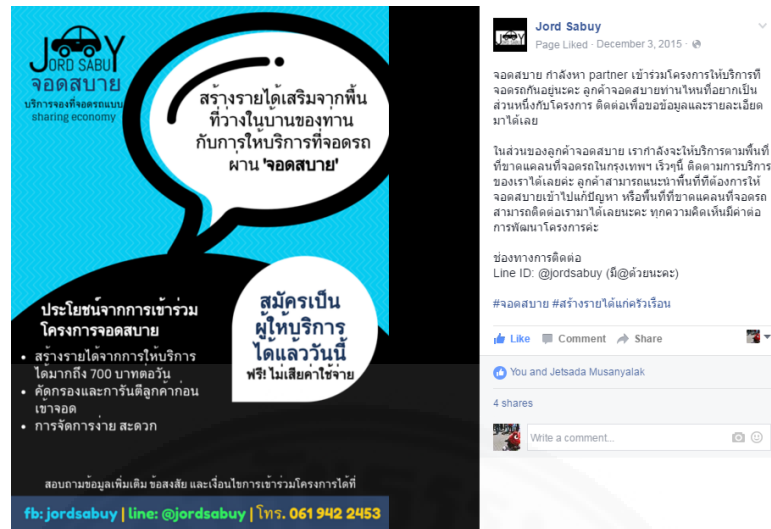 JORD SABUY
จอดสบาย
บริการจองที่จอดรถแบบ
sharing economy
สร้างรายได้เสริมจากพื้น
ที่ว่างในบ้านของท่าน
กับการให้บริการที่จอดรถ
ผ่าน 'จอดสบาย'
ประโยชน์จากการเข้าร่วม
โครงการจอดสบาย
• สร้างรายได้จากการให้บริการ
ได้มากถึง 700 บาทต่อวัน
• คัดกรองและการันตีลูกค้าก่อน
เข้าจอด
• การจัดการง่าย สะดวก
สมัครเป็น
ผู้ให้บริการ
ได้แล้ววันนี้
ฟรี! ไม่เสียค่าใช้จ่าย
สอบถามข้อมูลเพิ่มเติม ข้อสงสัย และเงื่อนไขการเข้าร่วมโครงการได้ที่
fb: jordsabuy | line: @jordsabuy | โทร. 061 942 2453
Jord Sabuy
Page Liked · December 3, 2015 ·
จอดสบาย กำลังหา partner เข้าร่วมโครงการให้บริการที่
จอดรถกันอยู่นะคะ ลูกค้าจอดสบายท่านไหนที่อยากเป็น
ส่วนหนึ่งกับโครงการ ติดต่อเพื่อขอข้อมูลและรายละเอียด
มาได้เลย
ในส่วนของลูกค้าจอดสบาย เรากำลังจะให้บริการตามพื้นที่
ที่ขาดแคลนที่จอดรถในกรุงเทพฯ เร็วๆนี้ ติดตามการบริการ
ของเราได้เลยค่ะ ลูกค้าสามารถแนะนำพื้นที่ที่ต้องการให้
จอดสบายเข้าไปแก้ปัญหา หรือพื้นที่ที่ขาดแคลนที่จอดรถ
สามารถติดต่อเรามาได้เลยนะคะ ทุกความคิดเห็นมีค่าต่อ
การพัฒนาโครงการค่ะ
ช่องทางการติดต่อ
Line ID: @jordsabuy (มี@ด้วยนะคะ)
#จอดสบาย #สร้างรายได้แก่ครัวเรือน
Like Comment Share
You and Jetsada Musanyalak
4 shares
Write a comment...